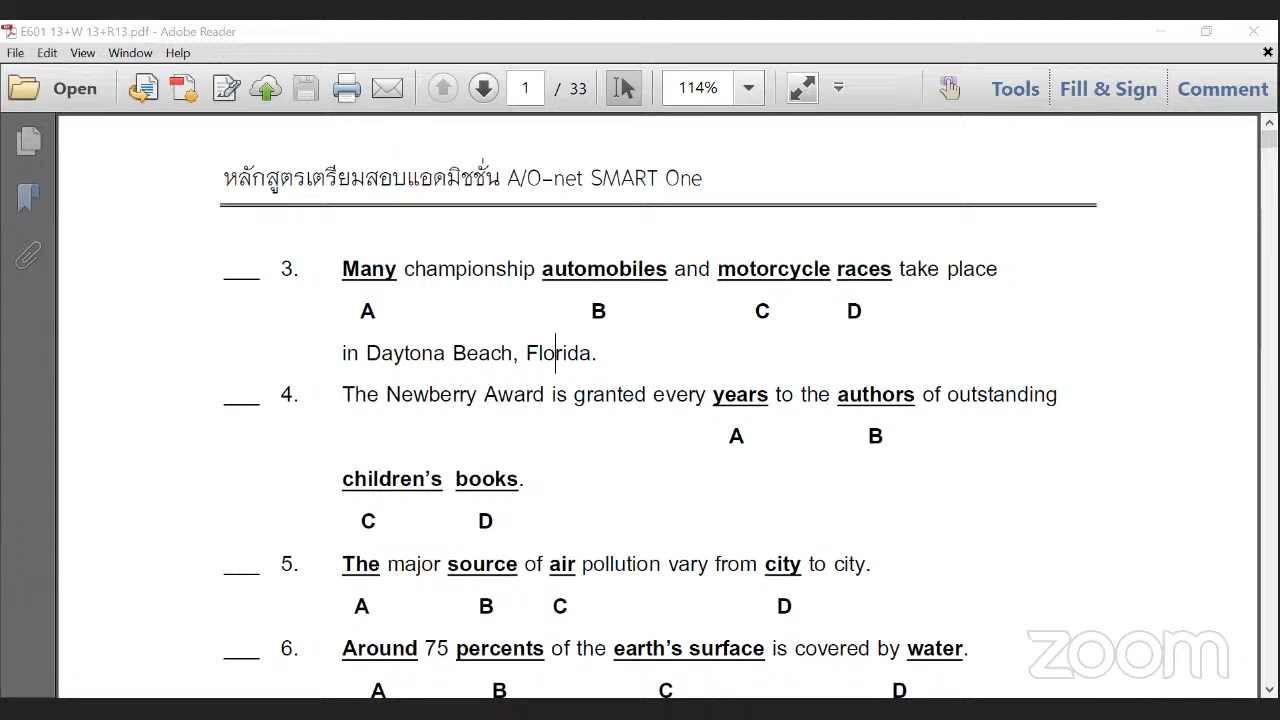 E601 13+W 13+R13.pdf - Adobe Reader
File Edit View Window Help
Open 1 / 33 114% Tools Fill & Sign Comment
หลักสูตรเตรียมสอบแอดมิชชั่น A/O-net SMART One
___ 3. Many championship automobiles and motorcycle races take place
A B C D
in Daytona Beach, Florida.
___ 4. The Newberry Award is granted every years to the authors of outstanding
A B
children’s books.
C D
___ 5. The major source of air pollution vary from city to city.
A B C D
___ 6. Around 75 percents of the earth’s surface is covered by water.
A B C D
zoom